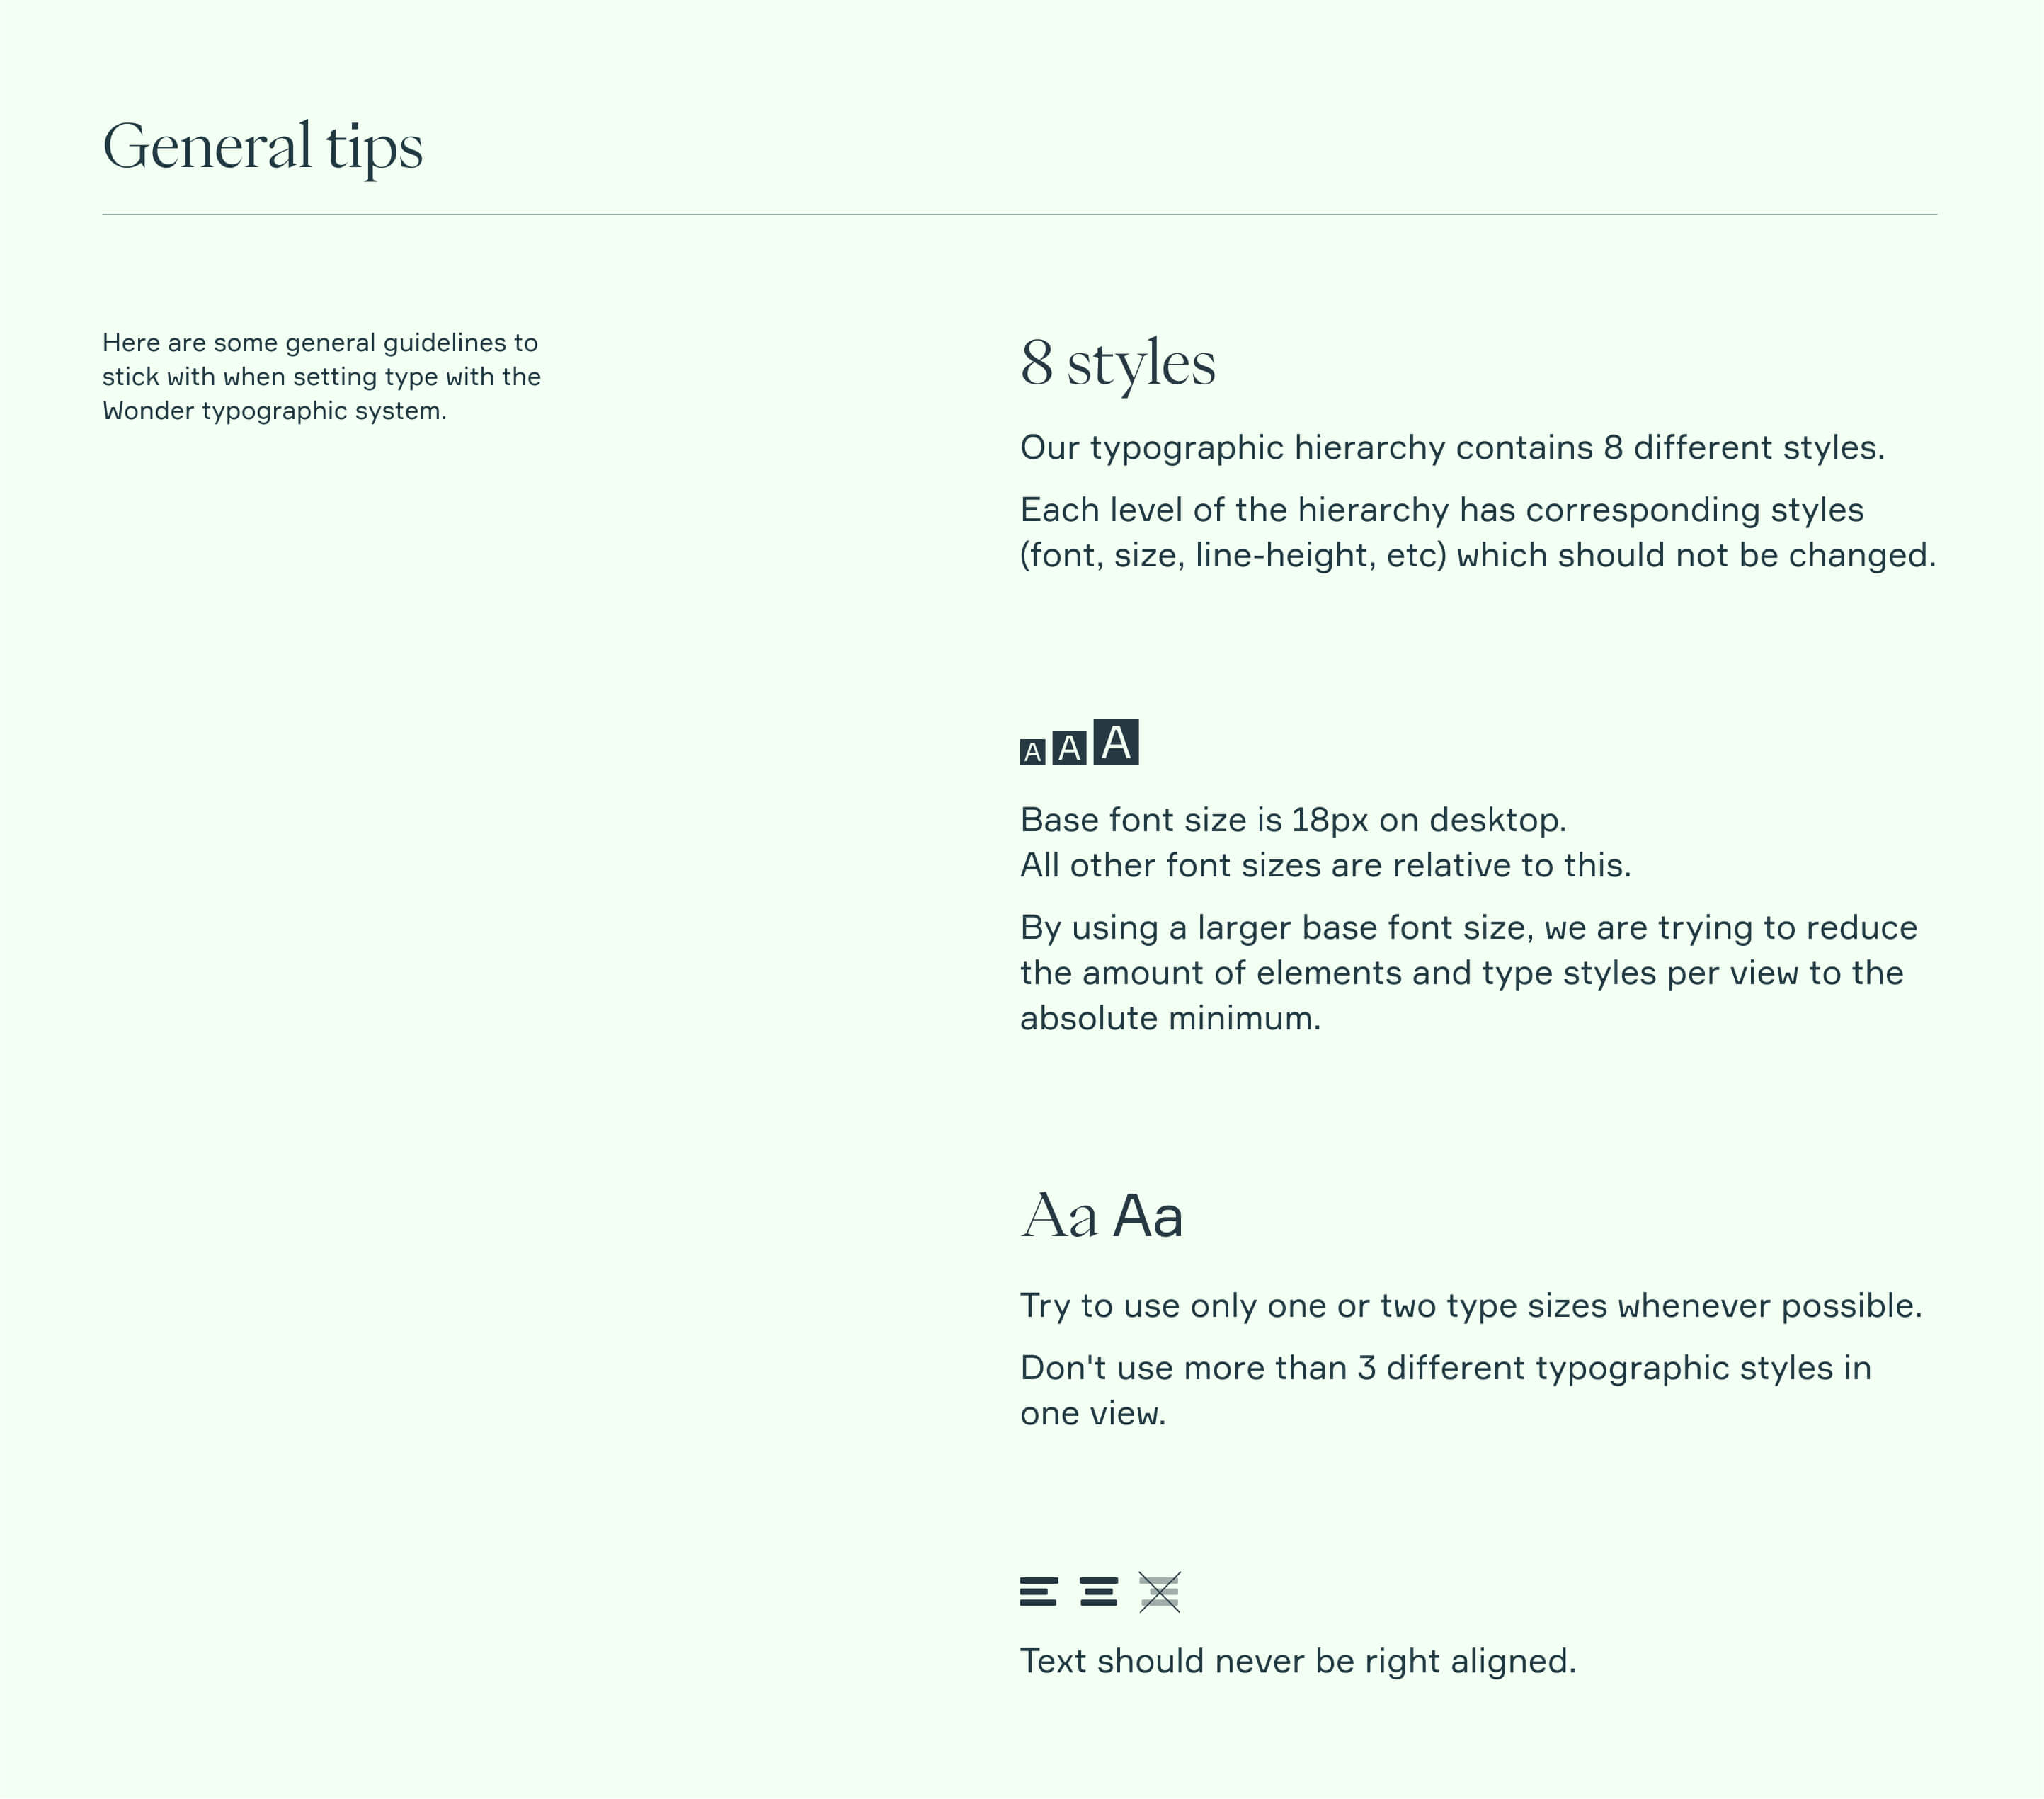 General tips
Here are some general guidelines to
stick with when setting type with the
Wonder typographic system.
8 styles
Our typographic hierarchy contains 8 different styles.
Each level of the hierarchy has corresponding styles
(font, size, line-height, etc) which should not be changed.
A A A
Base font size is 18px on desktop.
All other font sizes are relative to this.
By using a larger base font size, we are trying to reduce
the amount of elements and type styles per view to the
absolute minimum.
Aa Aa
Try to use only one or two type sizes whenever possible.
Don't use more than 3 different typographic styles in
one view.
Text should never be right aligned.